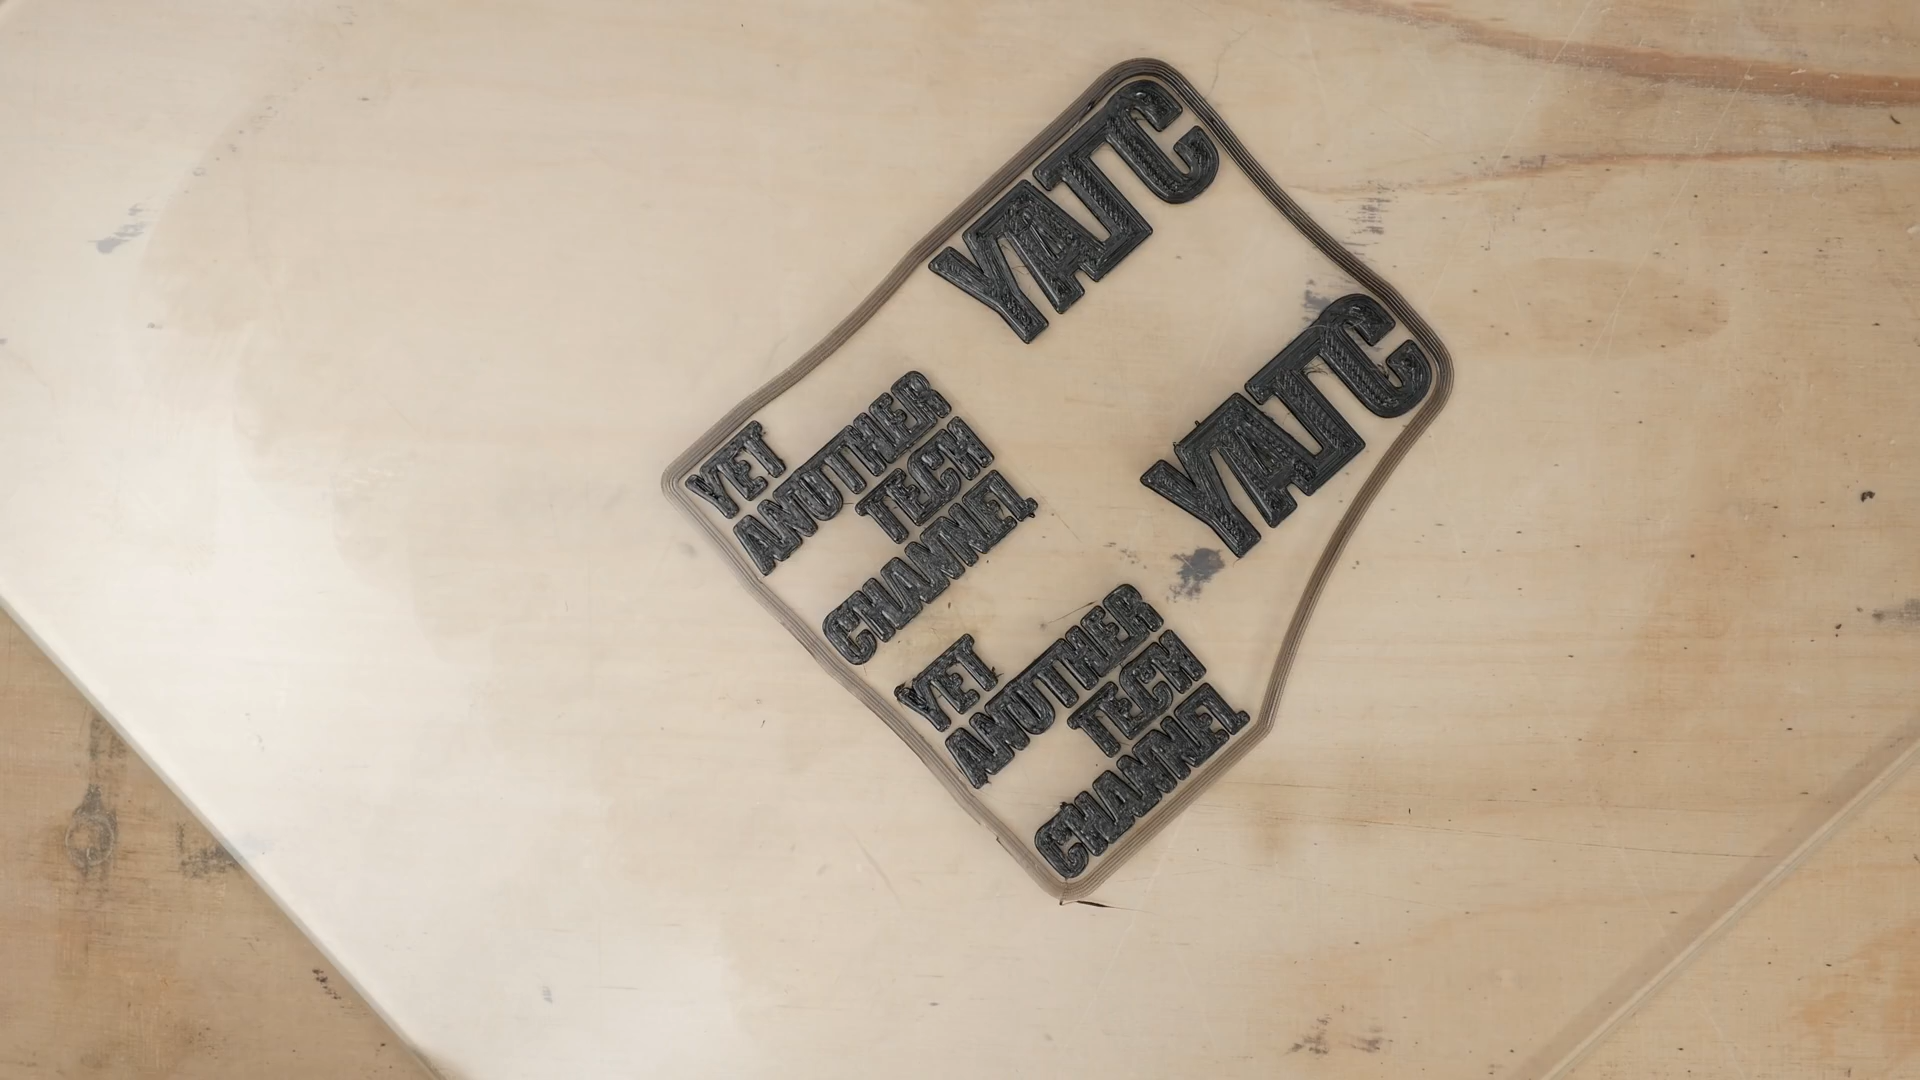 YATC
YATC
YET
ANOTHER
TECH
CHANNEL
YET
ANOTHER
TECH
CHANNEL